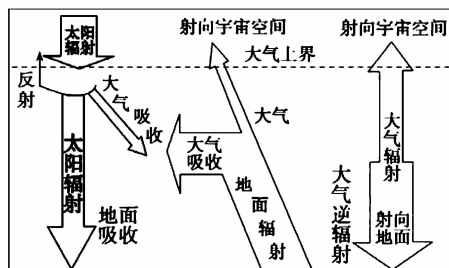 射向宇宙空间
射向宇宙空间
太阳
辐射
大气上界
反
射
大气吸收
大气
太阳辐射
大气
吸收
地面辐射
大气辐射
大气逆辐射
射向
地面
地面
吸收